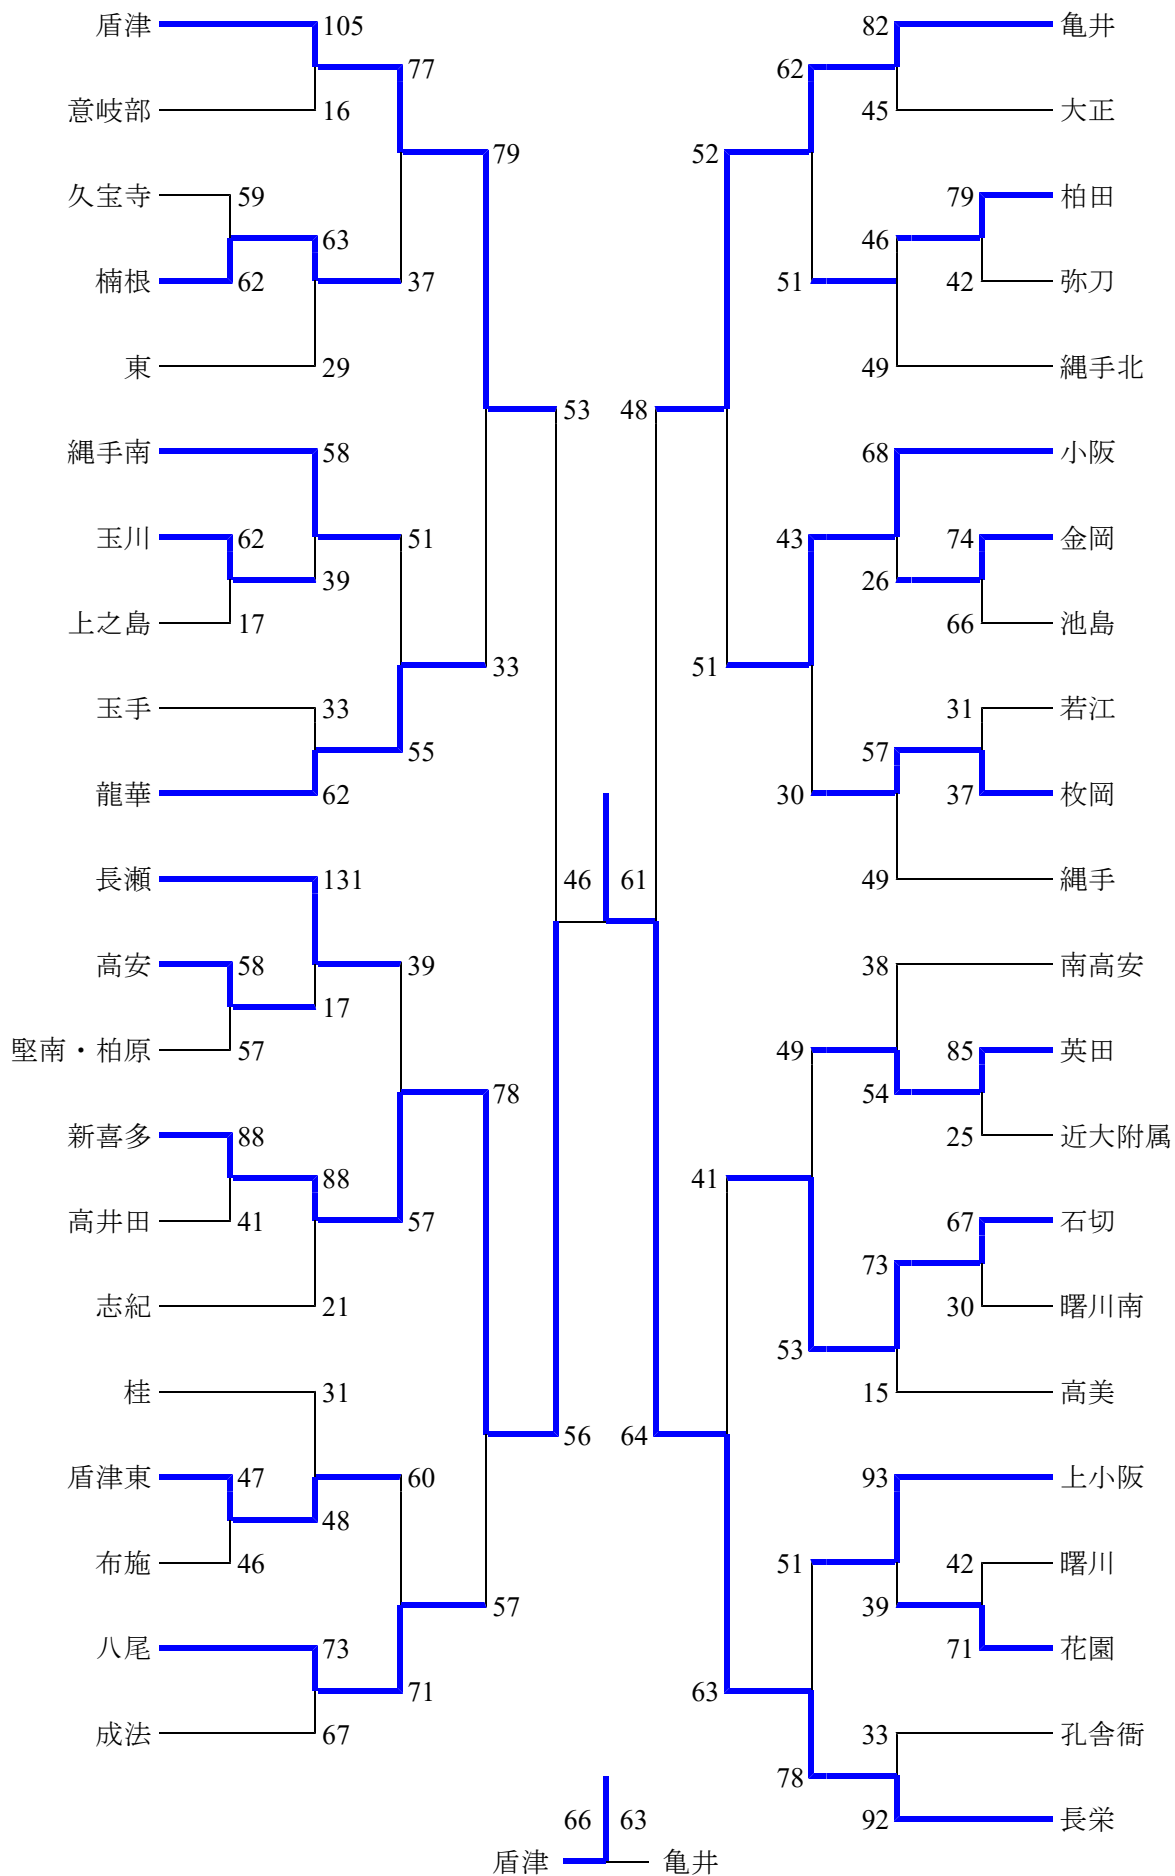 盾津 105 82 亀井
77 62
意岐部 16 45 大正
79 52
久宝寺 59 79 柏田
63 46
楠根 62 37 51 42 弥刀
東 29 49 縄手北
53 48
縄手南 58 68 小阪
玉川 62 51 43 74 金岡
39 26
上之島 17 66 池島
33 51
玉手 33 31 若江
55 57
龍華 62 30 37 枚岡
長瀬 131 46 61 49 縄手
高安 58 39 38 南高安
17
堅南・柏原 57 49 85 英田
78 54
新喜多 88 25 近大附属
88 41
高井田 41 57 67 石切
73
志紀 21 30 曙川南
53
桂 31 15 高美
56 64
盾津東 47 60 93 上小阪
48
布施 46 51 42 曙川
57 39
八尾 73 71 花園
71 63
成法 67 33 孔舎衙
78
66 63 92 長栄
盾津 亀井